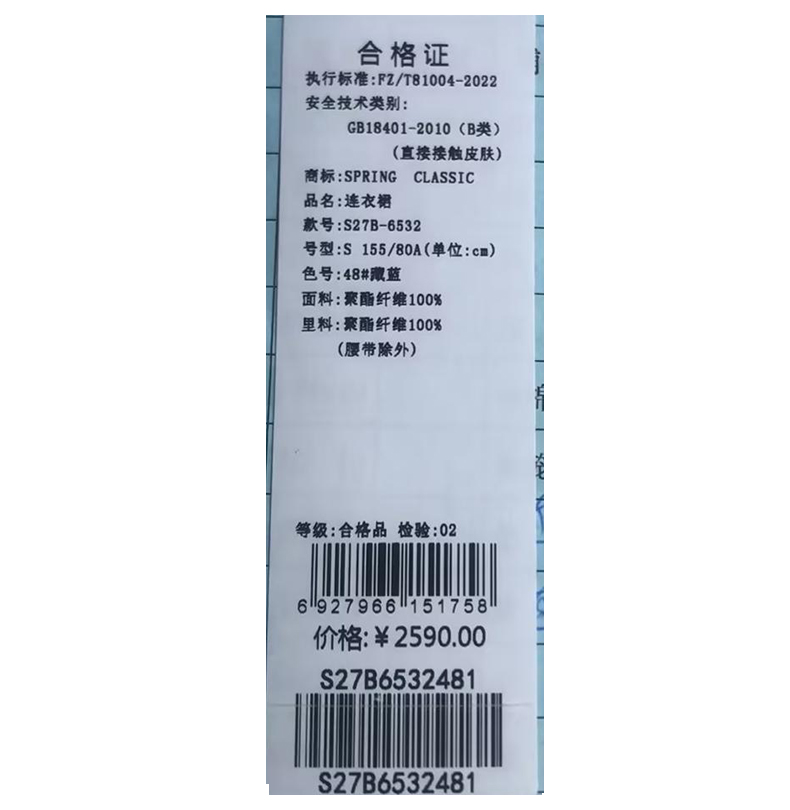 合格证
执行标准:FZ/T81004-2022
安全技术类别:
GB18401-2010(B类)
(直接接触皮肤)
商标:SPRING CLASSIC
品名:连衣裙
款号:S27B-6532
号型:S 155/80A(单位:cm)
色号:48#藏蓝
面料:聚酯纤维100%
里料:聚酯纤维100%
(腰带除外)
等级:合格品 检验:02
6 927966 151758
价格:¥2590.00
S27B6532481
S27B6532481